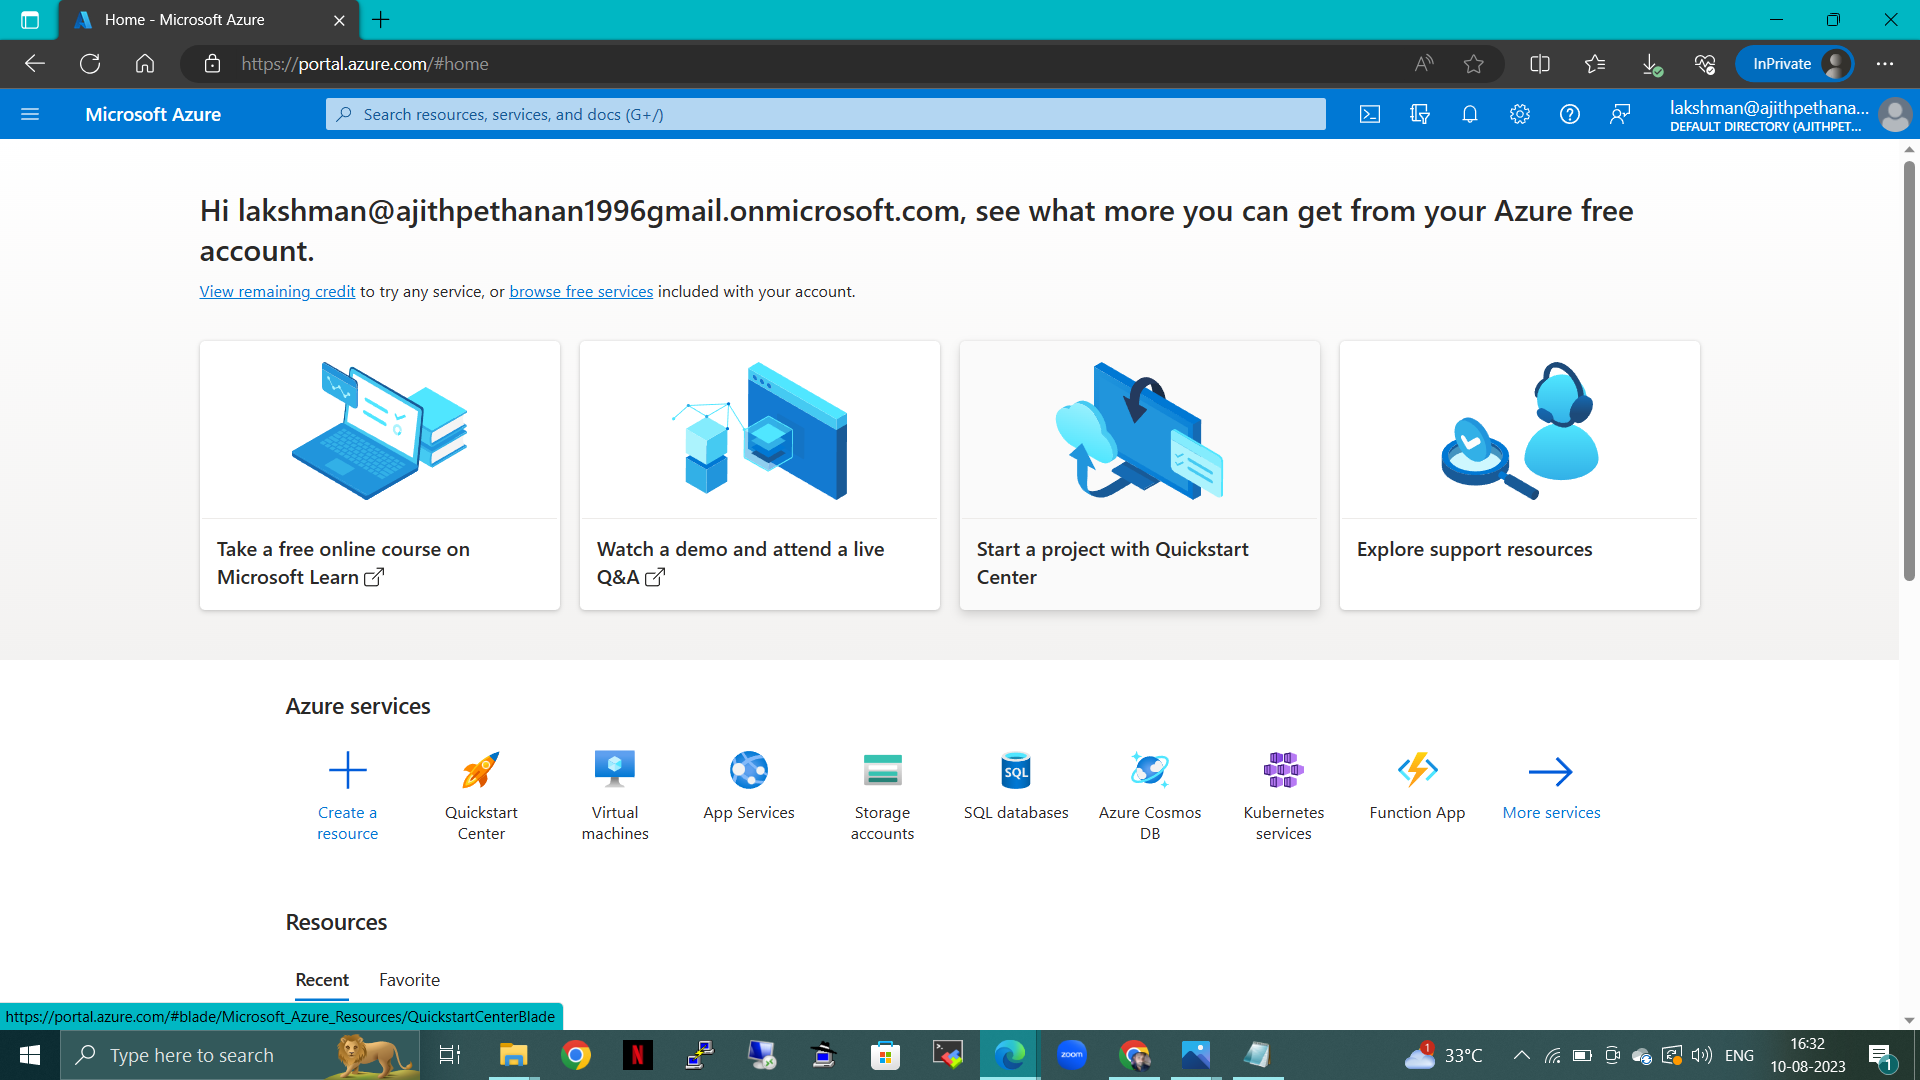 Home - Microsoft Azure
https://portal.azure.com/#home
InPrivate
Microsoft Azure
Search resources, services, and docs (G+/)
lakshman@ajithpethana...
DEFAULT DIRECTORY (AJITHPET...
Hi lakshman@ajithpethanan1996gmail.onmicrosoft.com, see what more you can get from your Azure free
account.
View remaining credit to try any service, or browse free services included with your account.
Take a free online course on
Microsoft Learn
Watch a demo and attend a live
Q&A
Start a project with Quickstart
Center
Explore support resources
Azure services
Create a
resource
Quickstart
Center
Virtual
machines
App Services
Storage
accounts
SQL
SQL databases
Azure Cosmos
DB
Kubernetes
services
Function App
More services
Resources
Recent
Favorite
https://portal.azure.com/#blade/Microsoft_Azure_Resources/QuickstartCenterBlade
Type here to search
N
zoom
1
33°C
ENG
16:32
10-08-2023
1